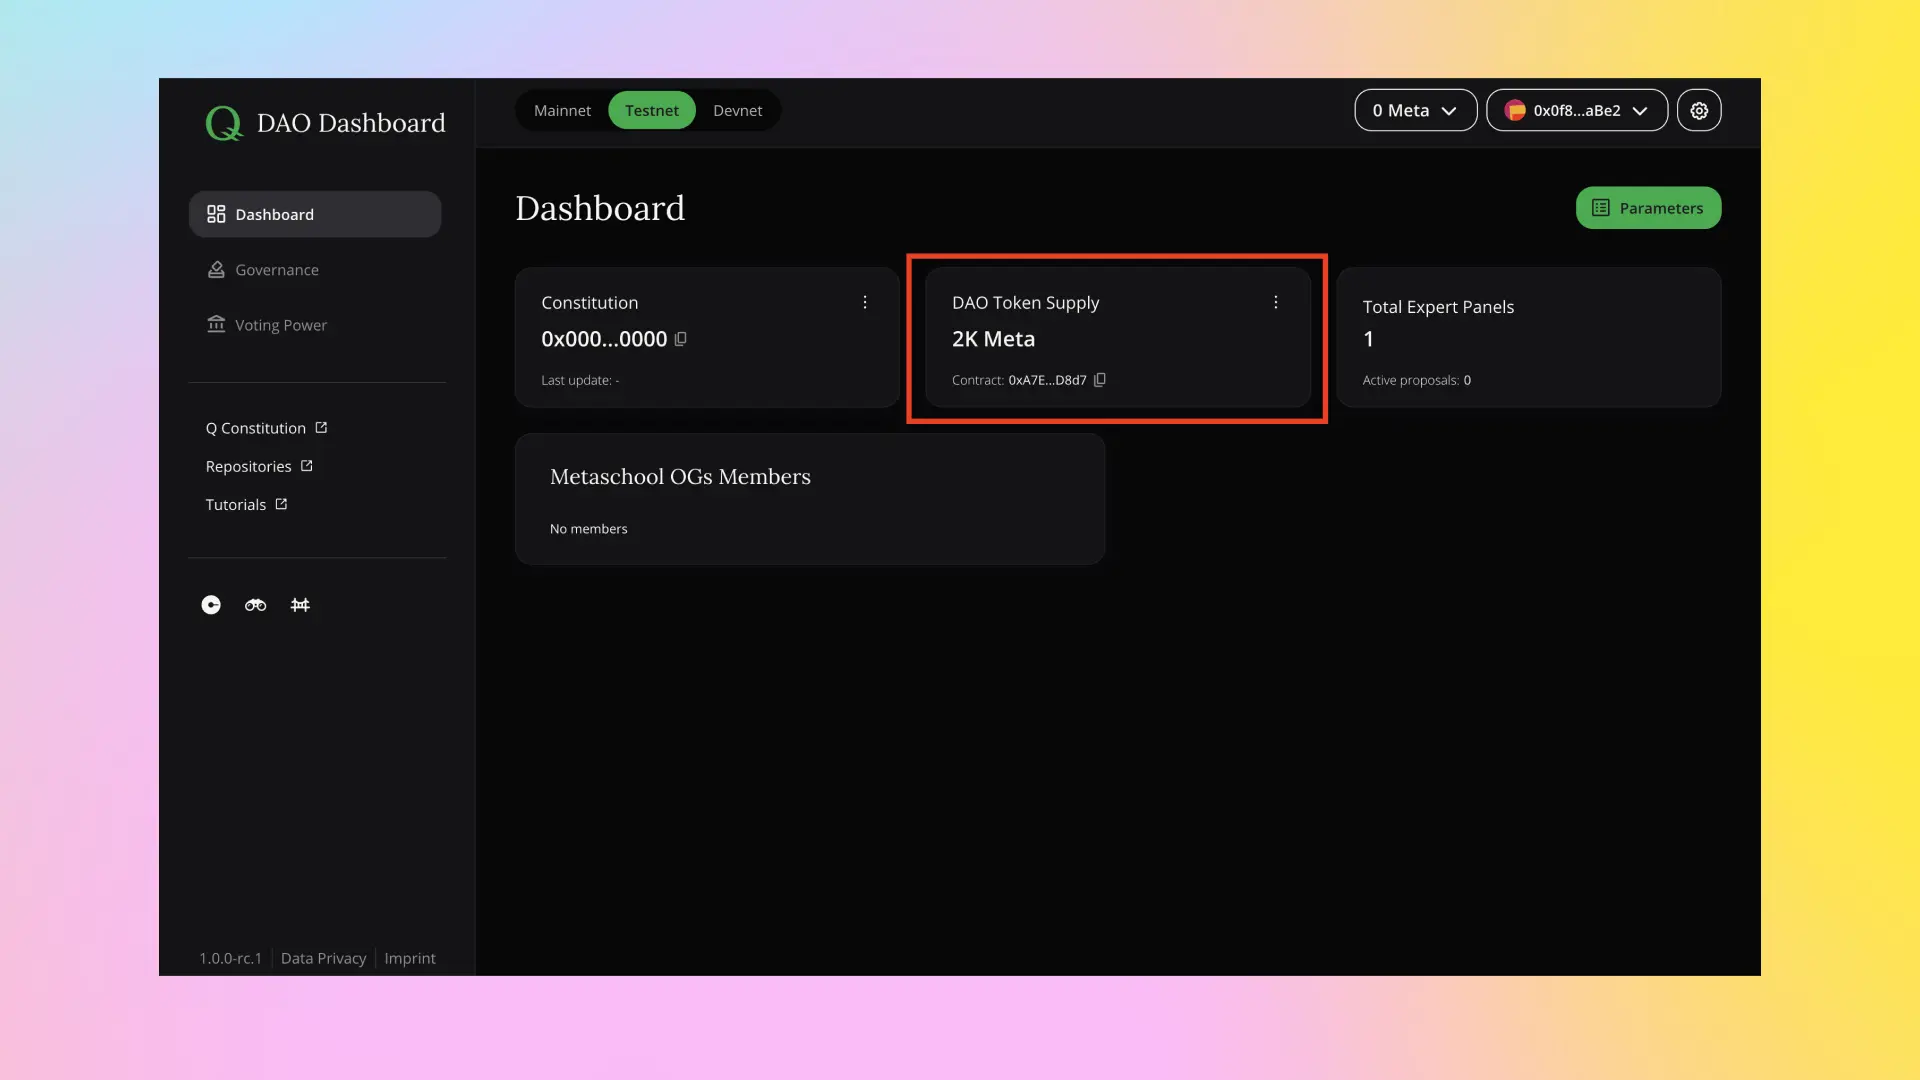 DAO Dashboard
Mainnet
Testnet
Devnet
0 Meta
0x0f8...aBe2
Dashboard
Governance
Voting Power
Q Constitution
Repositories
Tutorials
1.0.0-rc.1
Data Privacy
Imprint
Dashboard
Parameters
Constitution
0x000...0000
Last update: -
DAO Token Supply
2K Meta
Contract: 0xA7E...D8d7
Total Expert Panels
1
Active proposals: 0
Metaschool OGs Members
No members